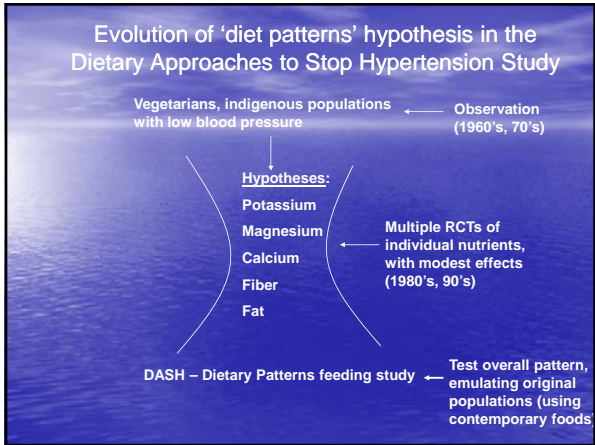 Evolution of ‘diet patterns’ hypothesis in the
Dietary Approaches to Stop Hypertension Study
Vegetarians, indigenous populations
with low blood pressure
Observation
(1960's, 70's)
Hypotheses:
Potassium
Magnesium
Calcium
Fiber
Fat
Multiple RCTs of
individual nutrients,
with modest effects
(1980's, 90's)
DASH – Dietary Patterns feeding study
Test overall pattern,
emulating original
populations (using
contemporary foods)